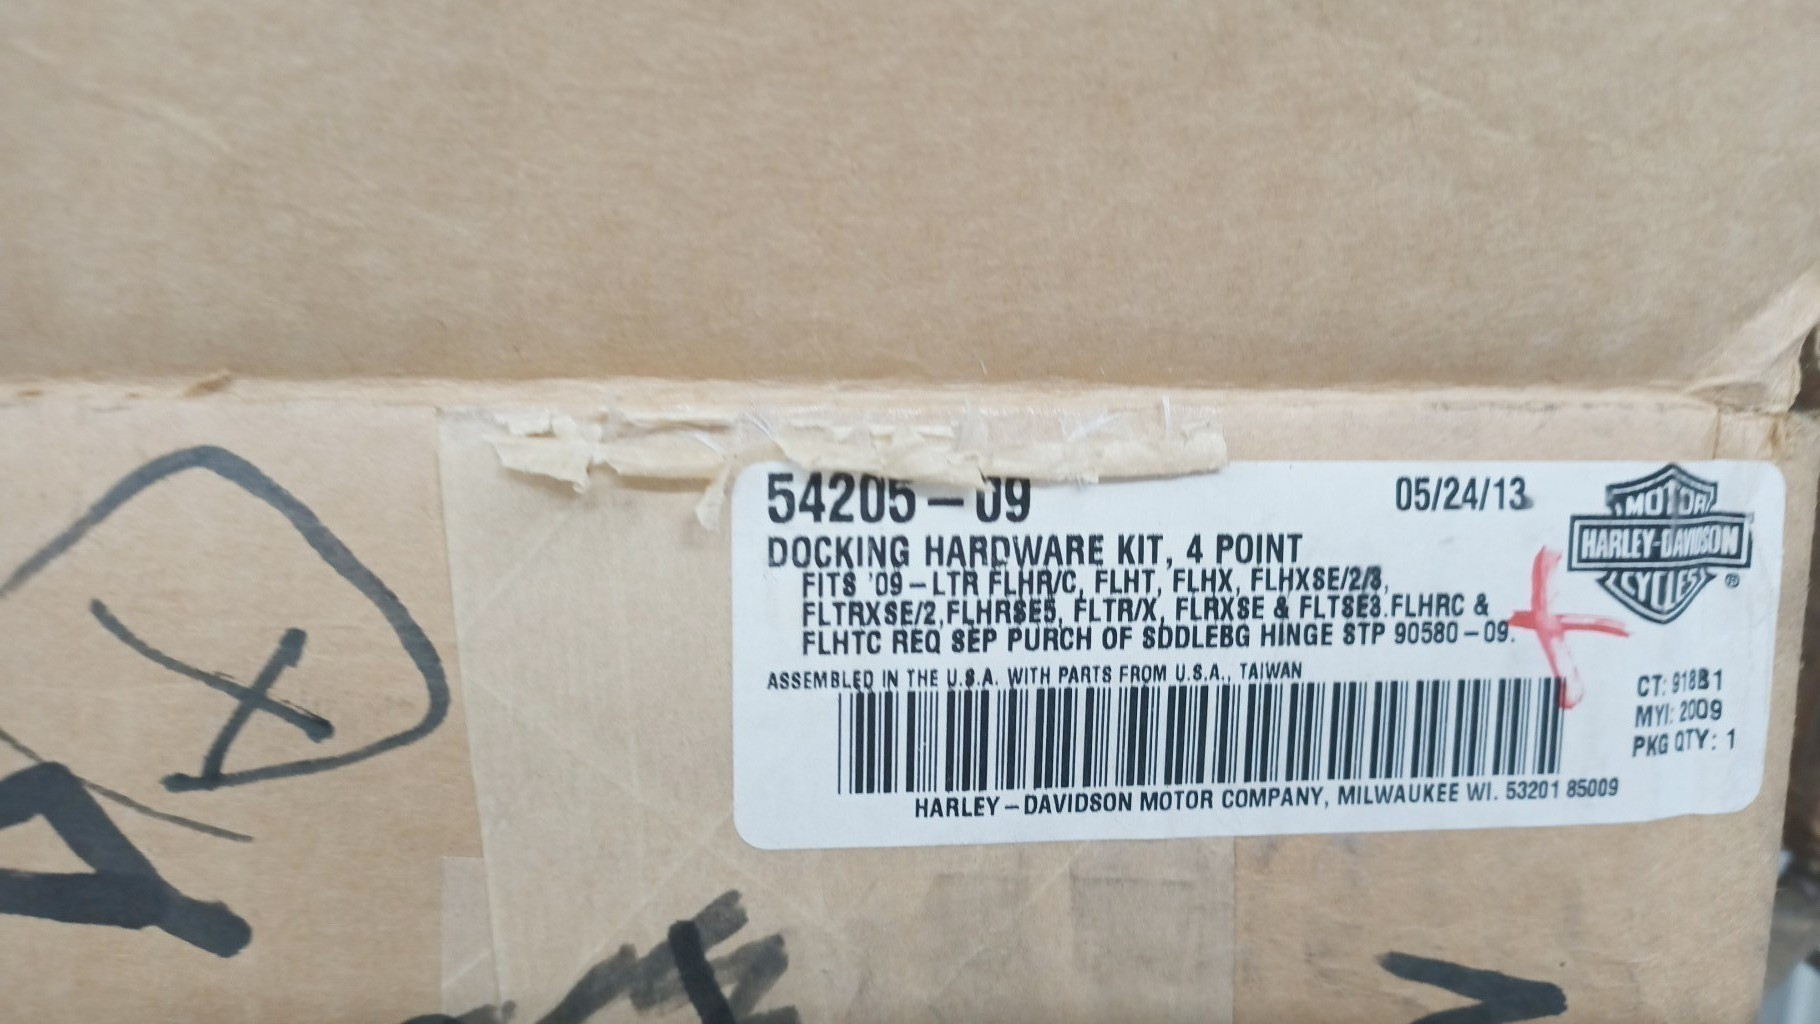 54205-09
05/24/13
MOTOR
HARLEY-DAVIDSON
CYCLES
®
DOCKING HARDWARE KIT, 4 POINT
FITS '09-LTR FLHR/C, FLHT, FLHX, FLHXSE/2/3,
FLTRXSE/2,FLHRSE5, FLTR/X, FLRXSE & FLTSE3.FLHRC &
FLHTC REQ SEP PURCH OF SDDLEBG HINGE STP 90580-09.
ASSEMBLED IN THE U.S.A. WITH PARTS FROM U.S.A., TAIWAN
CT: 918B1
MYI: 2009
PKG QTY: 1
HARLEY-DAVIDSON MOTOR COMPANY, MILWAUKEE WI. 53201 85009
X